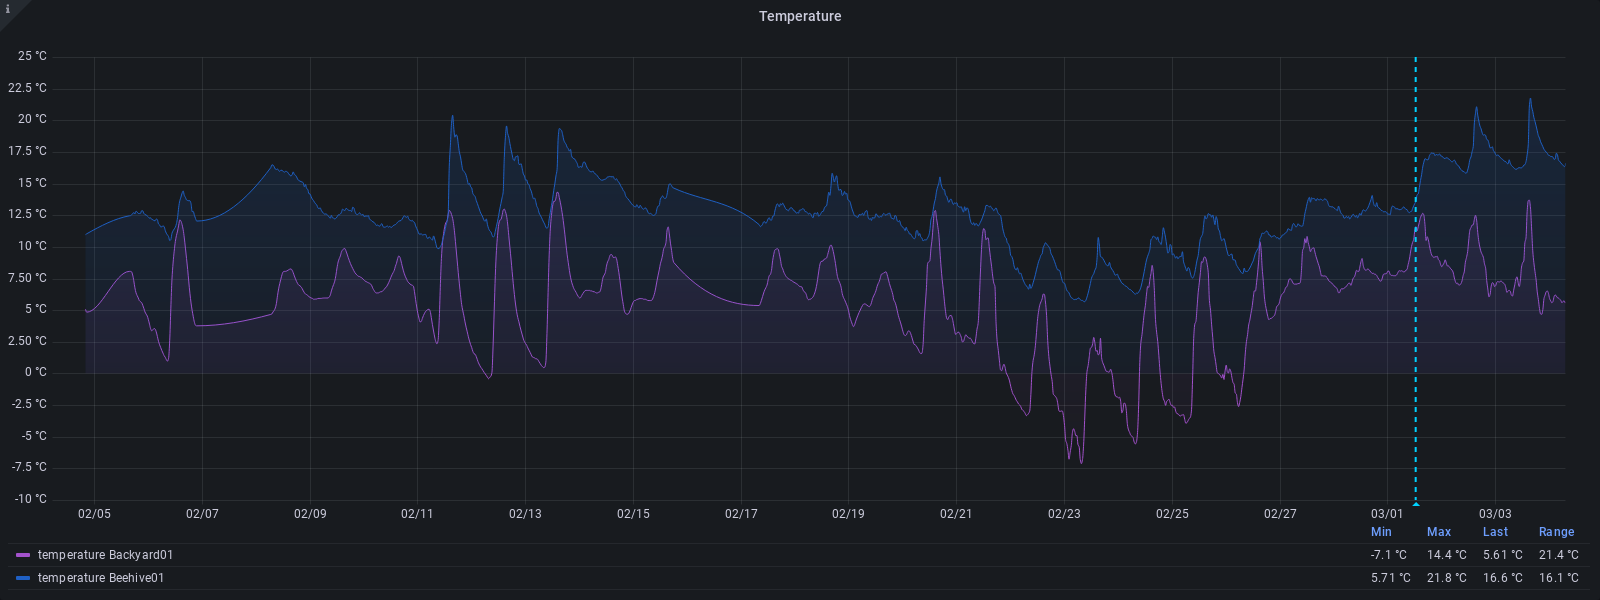 i
Temperature
25 °C
22.5 °C
20 °C
17.5 °C
15 °C
12.5 °C
10 °C
7.50 °C
5 °C
2.50 °C
0 °C
-2.5 °C
-5 °C
-7.5 °C
-10 °C
02/05 02/07 02/09 02/11 02/13 02/15 02/17 02/19 02/21 02/23 02/25 02/27 03/01 03/03
Min Max Last Range
temperature Backyard01 -7.1 °C 14.4 °C 5.61 °C 21.4 °C
temperature Beehive01 5.71 °C 21.8 °C 16.6 °C 16.1 °C